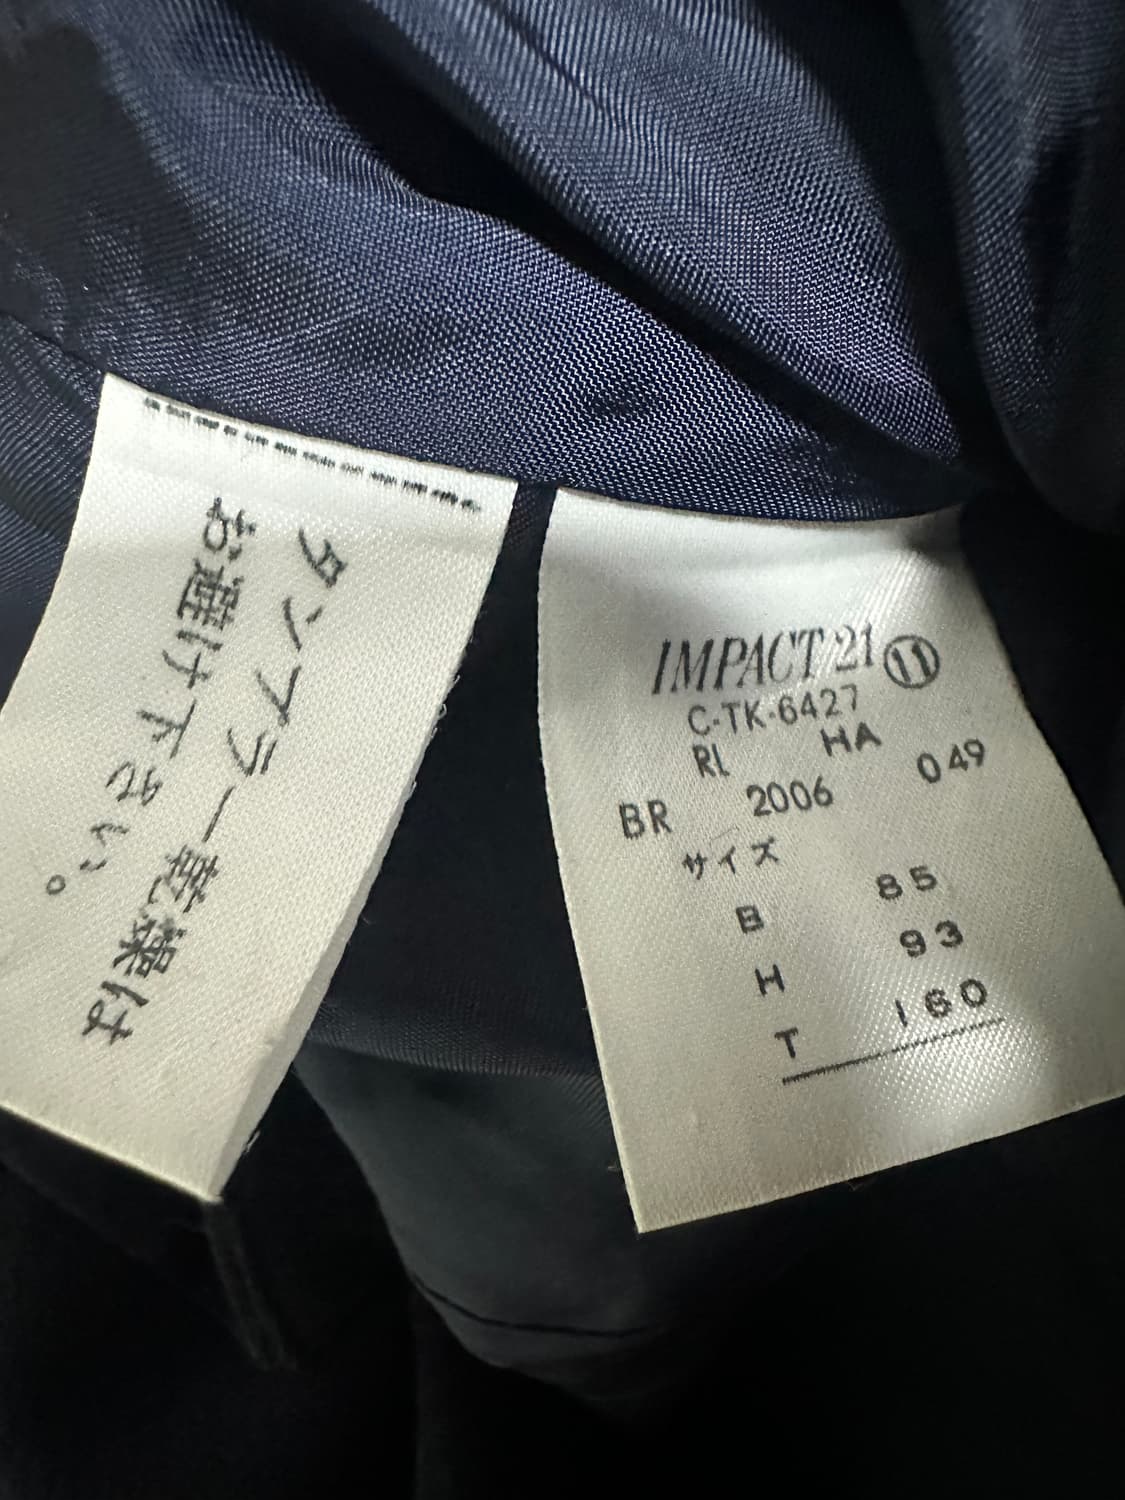 タンブラー乾燥は
お避け下さい。
IMPACT 21 ⑪
C-TK-6427
RL HA
BR 2006 049
サイズ
B 85
H 93
T 160